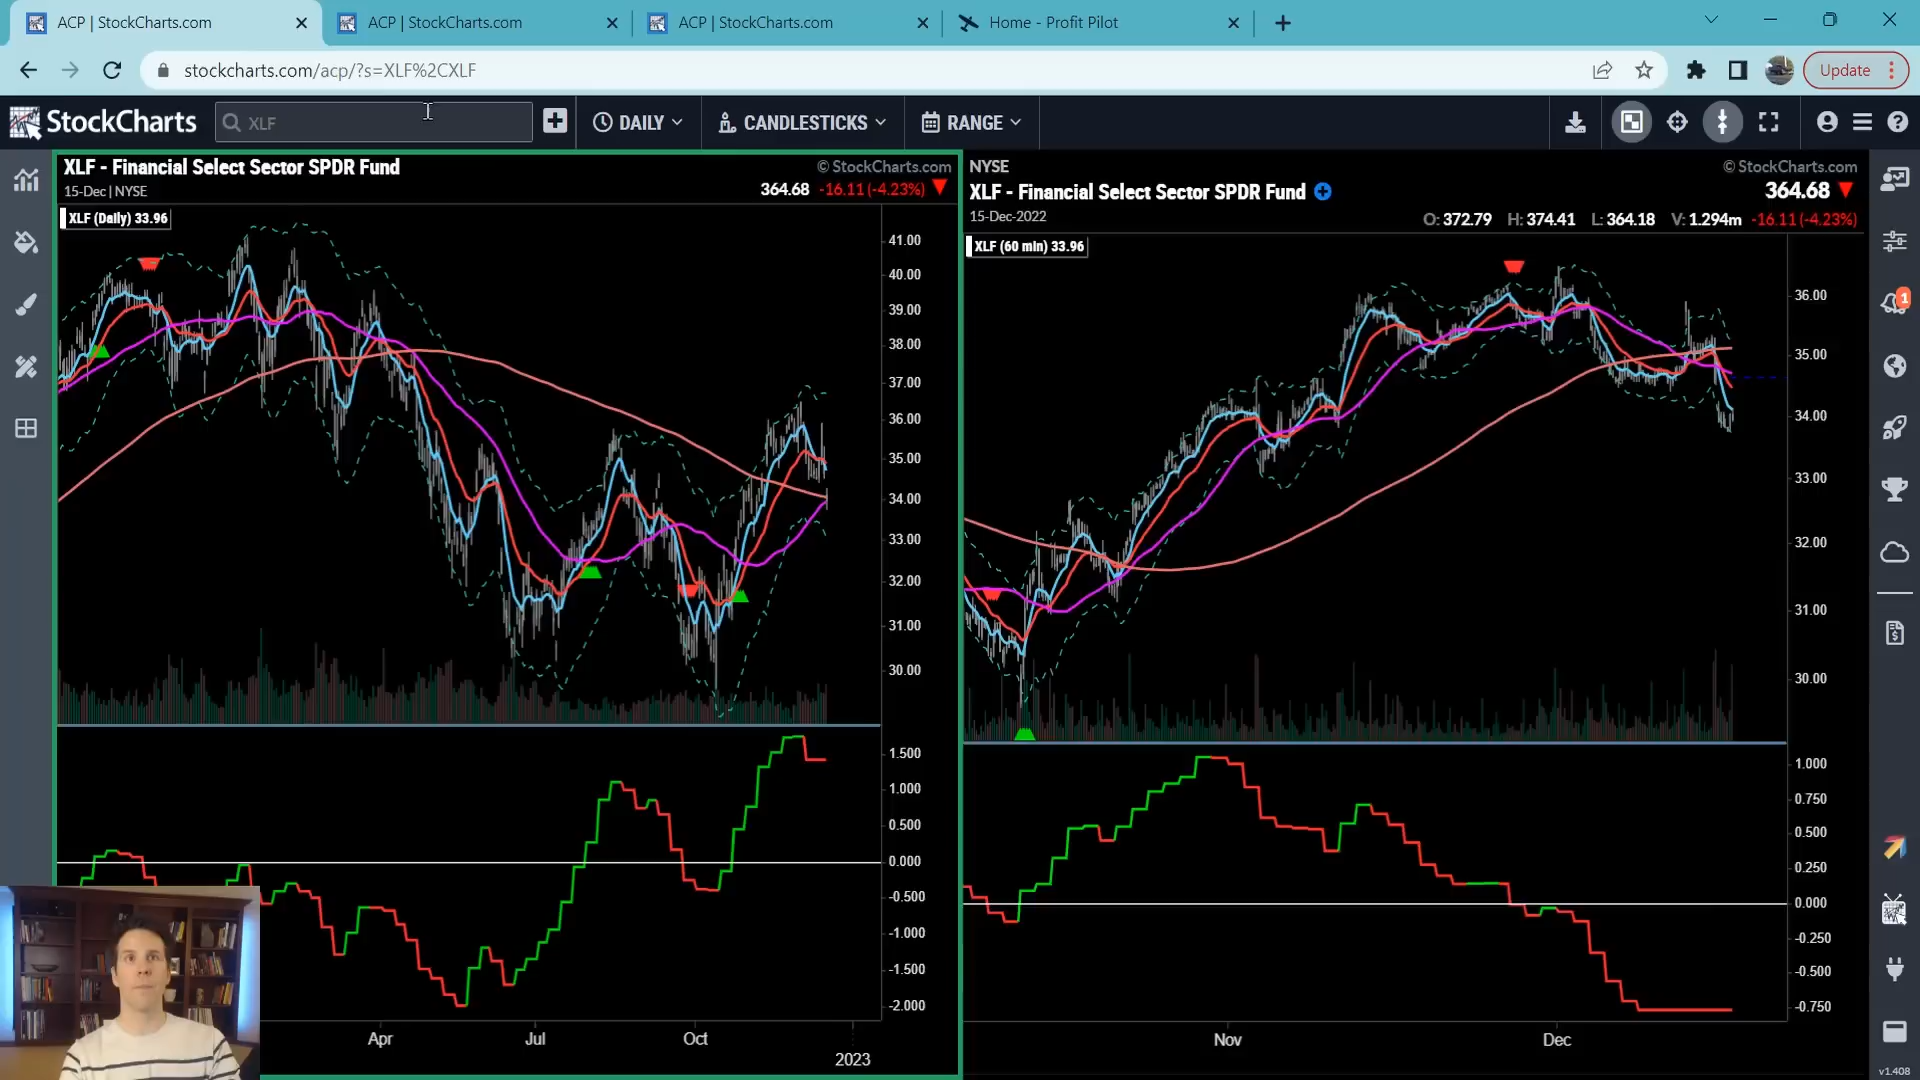 ACP | StockCharts.com
ACP | StockCharts.com
ACP | StockCharts.com
Home - Profit Pilot
stockcharts.com/acp/?s=XLF%2CXLF
Update
StockCharts
XLF
DAILY
CANDLESTICKS
RANGE
XLF - Financial Select Sector SPDR Fund
© StockCharts.com
15-Dec | NYSE
364.68 -16.11 (-4.23%)
XLF (Daily) 33.96
41.00
40.00
39.00
38.00
37.00
36.00
35.00
34.00
33.00
32.00
31.00
30.00
1.500
1.000
0.500
0.000
-0.500
-1.000
-1.500
-2.000
Apr
Jul
Oct
2023
NYSE
© StockCharts.com
XLF - Financial Select Sector SPDR Fund
364.68
15-Dec-2022
O: 372.79 H: 374.41 L: 364.18 V: 1.294m -16.11 (-4.23%)
XLF (60 min) 33.96
36.00
35.00
34.00
33.00
32.00
31.00
30.00
1.000
0.750
0.500
0.250
0.000
-0.250
-0.500
-0.750
Nov
Dec
1
v1.408